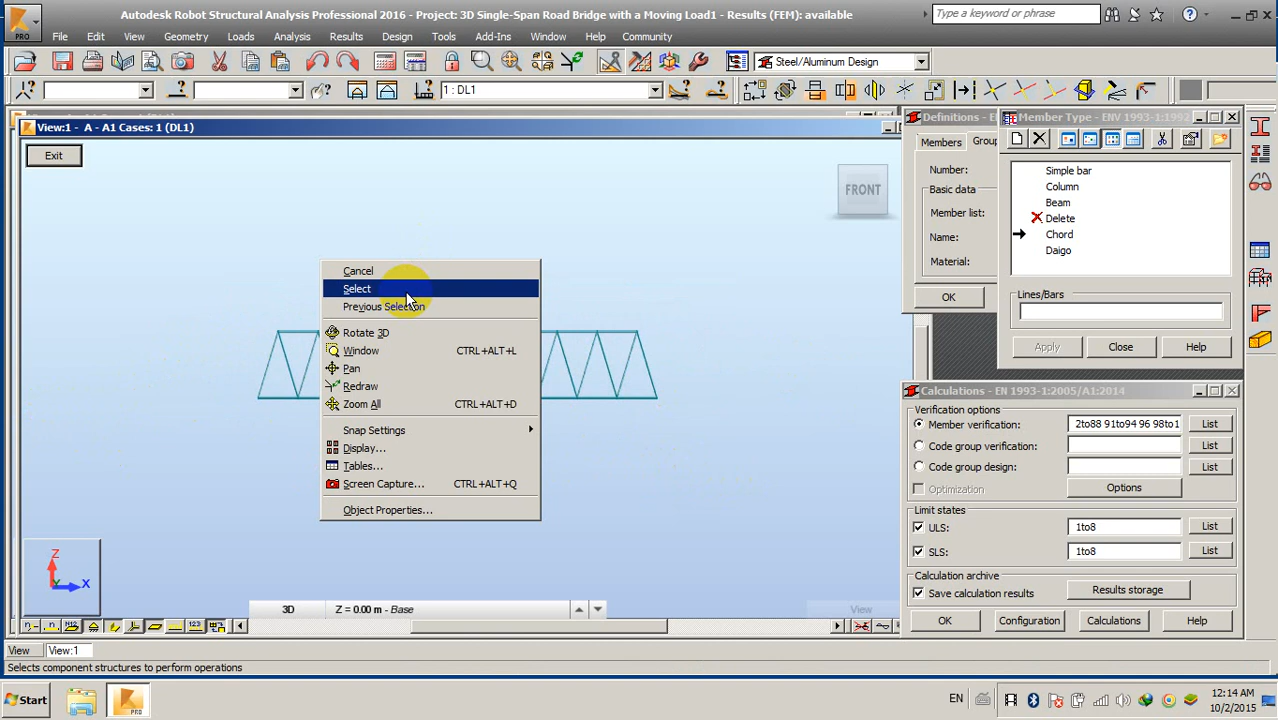 Autodesk Robot Structural Analysis Professional 2016 - Project: 3D Single-Span Road Bridge with a Moving Load1 - Results (FEM): available
Type a keyword or phrase
PRO
File Edit View Geometry Loads Analysis Results Design Tools Add-Ins Window Help Community
Steel/Aluminum Design
1 : DL1
View:1 - A - A1 Cases: 1 (DL1)
Exit
FRONT
Cancel
Select
Previous Selection
Rotate 3D
Window CTRL+ALT+L
Pan
Redraw
Zoom All CTRL+ALT+D
Snap Settings
Display...
Tables...
Screen Capture... CTRL+ALT+Q
Object Properties...
Z
Y
X
3D Z = 0.00 m - Base
View
Definitions - E
Members Group
Number:
Basic data
Member list:
Name:
Material:
OK
Member Type - ENV 1993-1:1992
Simple bar
Column
Beam
Delete
Chord
Daigo
Lines/Bars
Apply Close Help
Calculations - EN 1993-1:2005/A1:2014
Verification options
Member verification: 2to88 91to94 96 98to1 List
Code group verification: List
Code group design: List
Optimization Options
Limit states
ULS: 1to8 List
SLS: 1to8 List
Calculation archive
Save calculation results Results storage
OK Configuration Calculations Help
View View:1
Selects component structures to perform operations
Start
PRO
EN
12:14 AM
10/2/2015